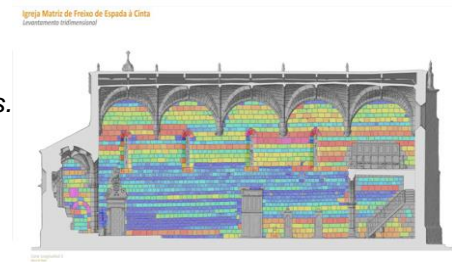 Igreja Matriz de Freixo de Espada à Cinta
Levantamento tridimensional
s.